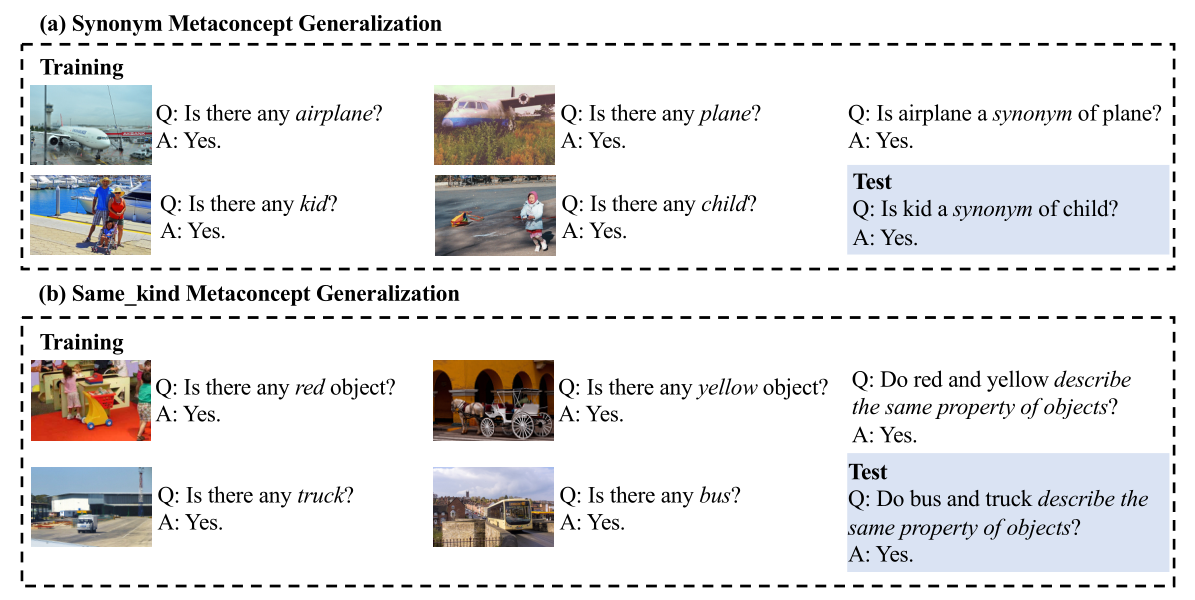 (a) Synonym Metaconcept Generalization
Training
Q: Is there any airplane?
A: Yes.
Q: Is there any plane?
A: Yes.
Q: Is airplane a synonym of plane?
A: Yes.
Q: Is there any kid?
A: Yes.
Q: Is there any child?
A: Yes.
Test
Q: Is kid a synonym of child?
A: Yes.
(b) Same_kind Metaconcept Generalization
Training
Q: Is there any red object?
A: Yes.
Q: Is there any yellow object?
A: Yes.
Q: Do red and yellow describe
the same property of objects?
A: Yes.
Q: Is there any truck?
A: Yes.
Q: Is there any bus?
A: Yes.
Test
Q: Do bus and truck describe the
same property of objects?
A: Yes.